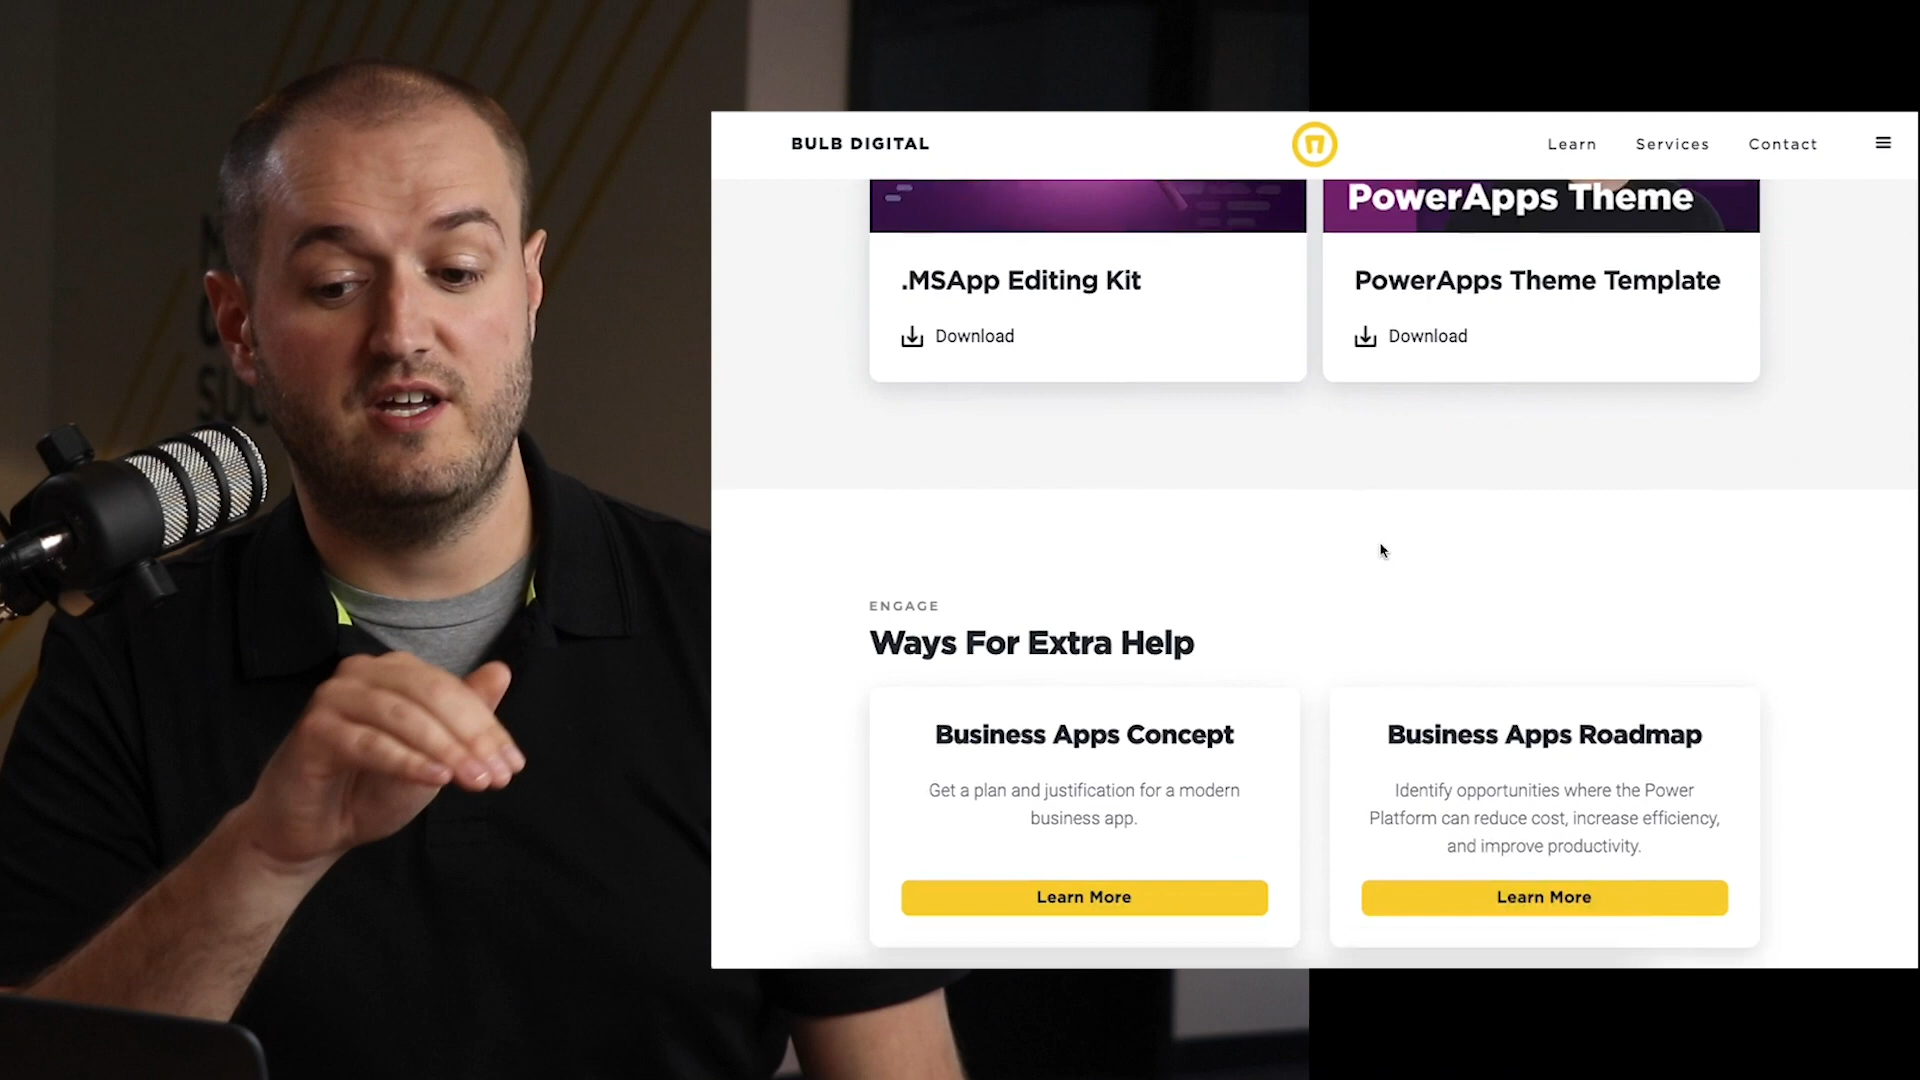 BULB DIGITAL
Learn Services Contact
PowerApps Theme
.MSApp Editing Kit
PowerApps Theme Template
Download
Download
ENGAGE
Ways For Extra Help
Business Apps Concept
Get a plan and justification for a modern
business app.
Learn More
Business Apps Roadmap
Identify opportunities where the Power
Platform can reduce cost, increase efficiency,
and improve productivity.
Learn More